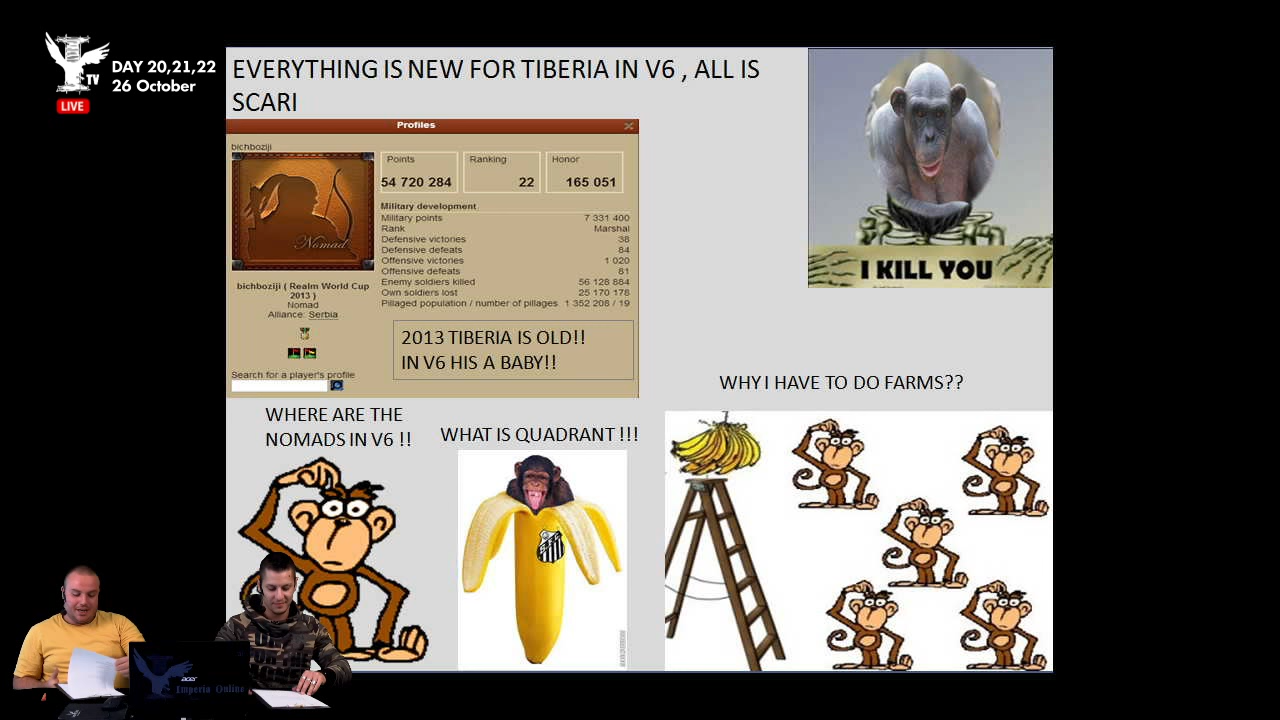 TV
LIVE
DAY 20,21,22
26 October
EVERYTHING IS NEW FOR TIBERIA IN V6 , ALL IS
SCARI
Profiles
bichboziji
Points
54 720 284
Ranking
22
Honor
165 051
Nomad
Military development
Military points 7 331 400
Rank Marshal
Defensive victories 38
Defensive defeats 84
Offensive victories 1 020
Offensive defeats 81
Enemy soldiers killed 56 128 884
Own soldiers lost 25 170 178
Pillaged population / number of pillages 1 352 208 / 19
bichboziji ( Realm World Cup
2013 )
Nomad
Alliance: Serbia
Search for a player's profile
2013 TIBERIA IS OLD!!
IN V6 HIS A BABY!!
I KILL YOU
WHY I HAVE TO DO FARMS??
WHERE ARE THE
NOMADS IN V6 !!
WHAT IS QUADRANT !!!
acer
Imperia Online